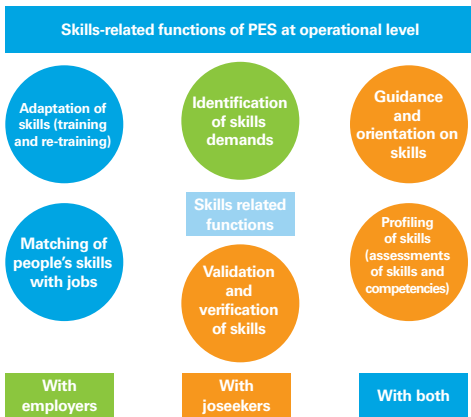 Skills-related functions of PES at operational level
Adaptation of
skills (training
and re-training)
Identification
of skills
demands
Guidance
and
orientation on
skills
Skills related
functions
Matching of
people's skills
with jobs
Validation
and
verification
of skills
Profiling
of skills
(assessments
of skills and
competencies)
With
employers
With
joseekers
With both